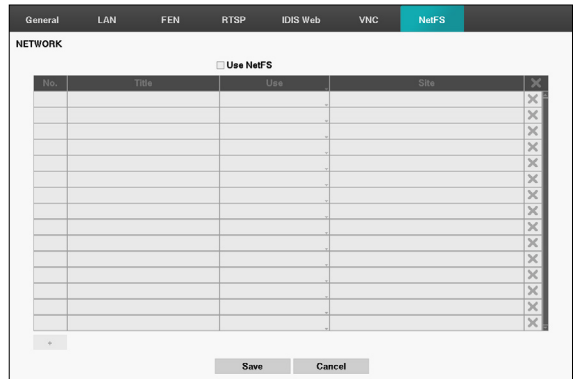 General LAN FEN RTSP IDIS Web VNC NetFS
NETWORK
Use NetFS
No. Title Use Site
+
Save Cancel